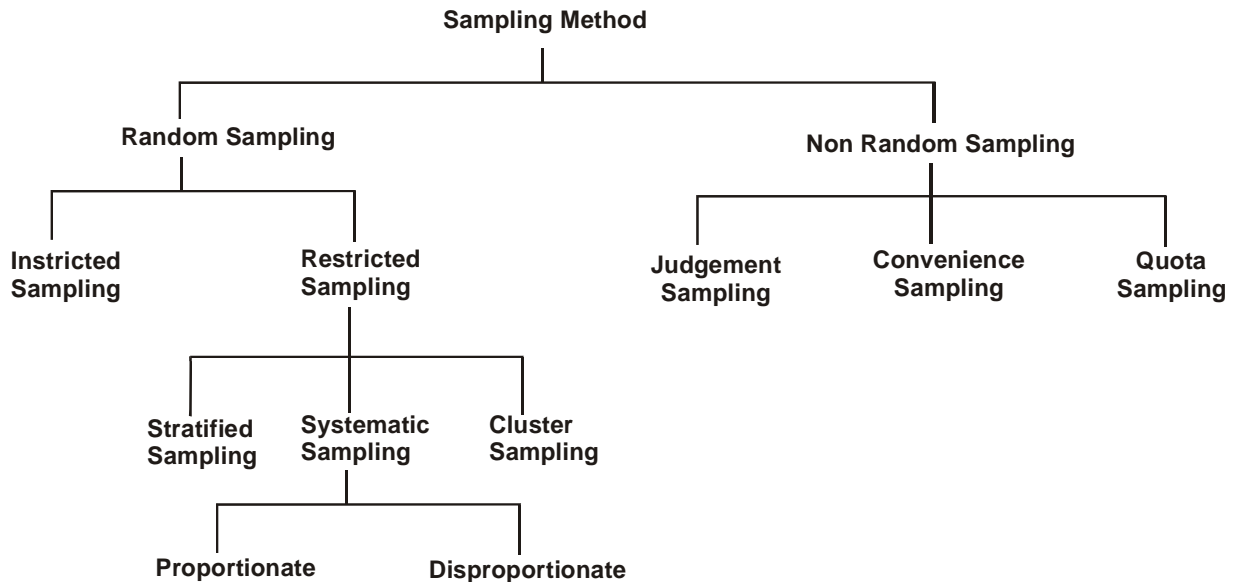 Sampling Method
Random Sampling
Non Random Sampling
Instricted
Sampling
Restricted
Sampling
Judgement
Sampling
Convenience
Sampling
Quota
Sampling
Stratified
Sampling
Systematic
Sampling
Cluster
Sampling
Proportionate
Disproportionate